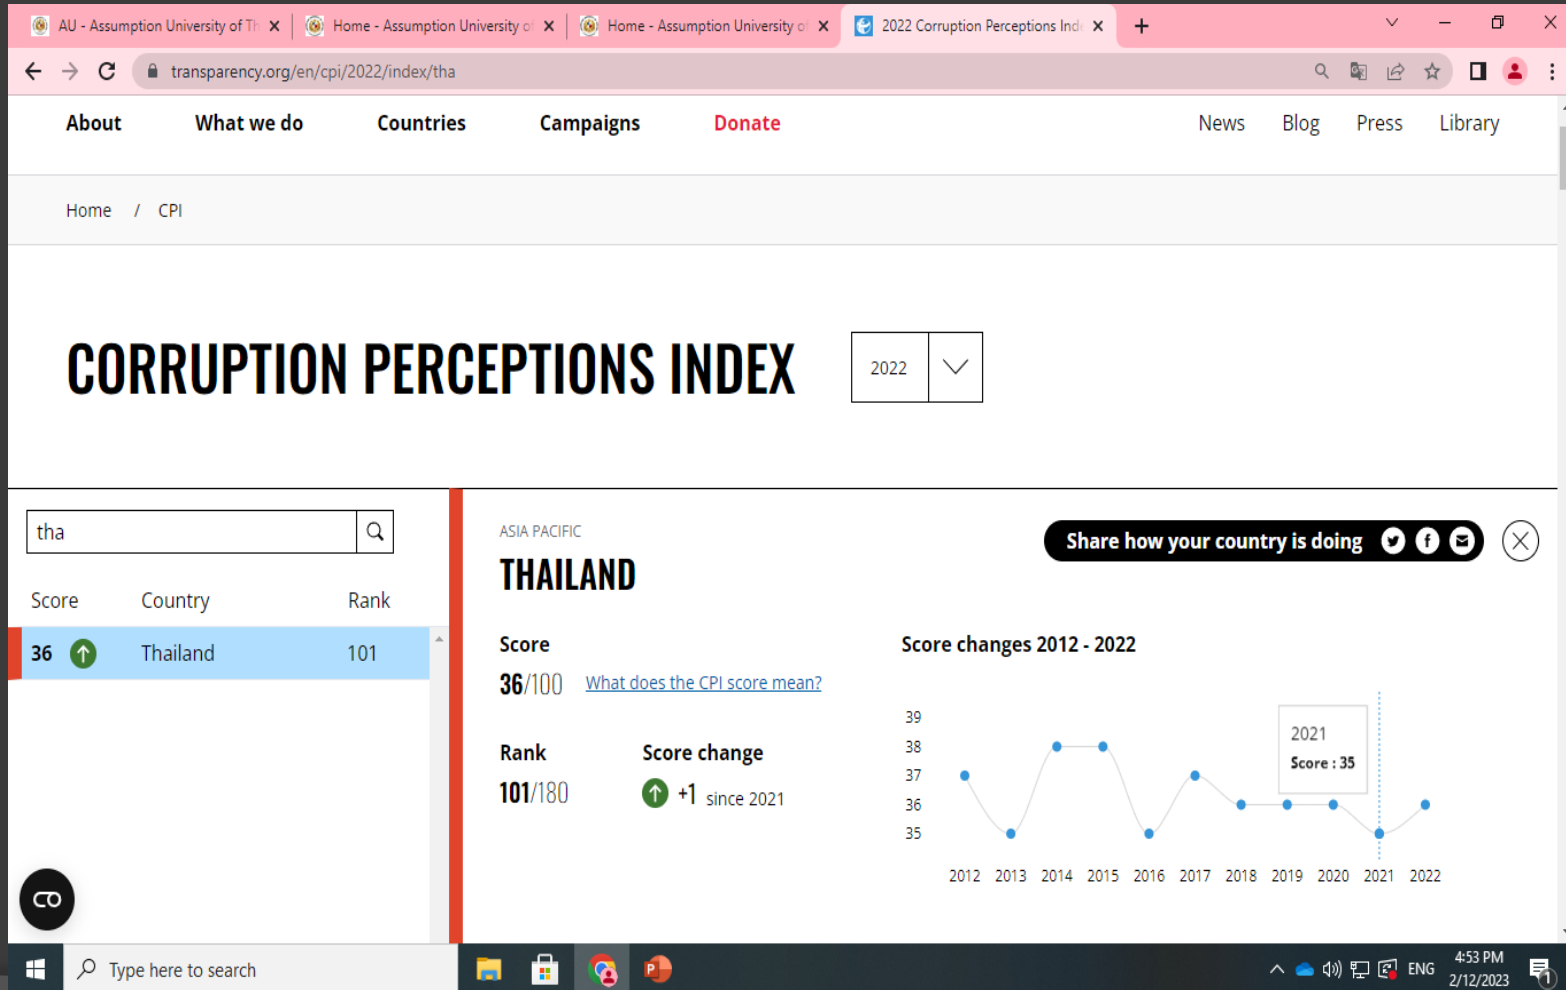 AU - Assumption University of Th
Home - Assumption University of
Home - Assumption University of
2022 Corruption Perceptions Inde
transparency.org/en/cpi/2022/index/tha
About What we do Countries Campaigns Donate News Blog Press Library
Home / CPI
CORRUPTION PERCEPTIONS INDEX 2022
tha
Score Country Rank
36 Thailand 101
ASIA PACIFIC
THAILAND
Share how your country is doing
Score
36/100 What does the CPI score mean?
Rank Score change
101/180 +1 since 2021
Score changes 2012 - 2022
39
38
37
36
35
2021
Score : 35
2012 2013 2014 2015 2016 2017 2018 2019 2020 2021 2022
Type here to search
ENG
4:53 PM
2/12/2023
1